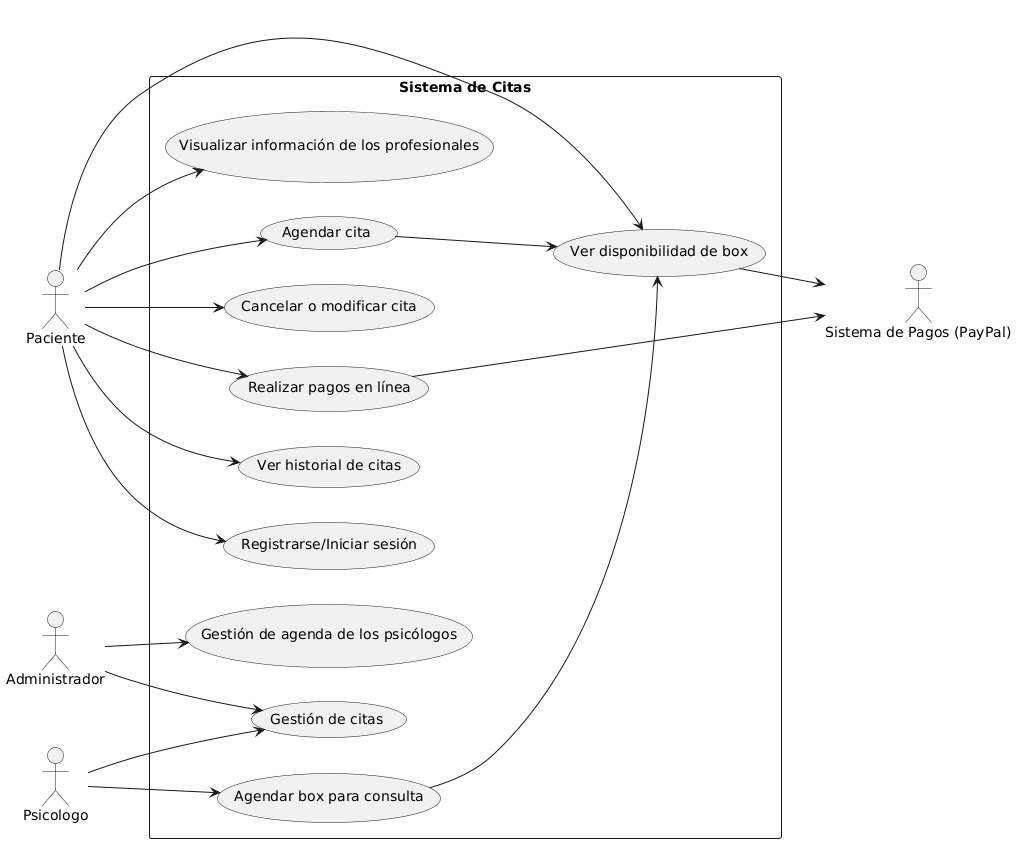 Sistema de Citas
Visualizar información de los profesionales
Agendar cita
Ver disponibilidad de box
Cancelar o modificar cita
Sistema de Pagos (PayPal)
Paciente
Realizar pagos en línea
Ver historial de citas
Registrarse/Iniciar sesión
Gestión de agenda de los psicólogos
Administrador
Gestión de citas
Agendar box para consulta
Psicologo